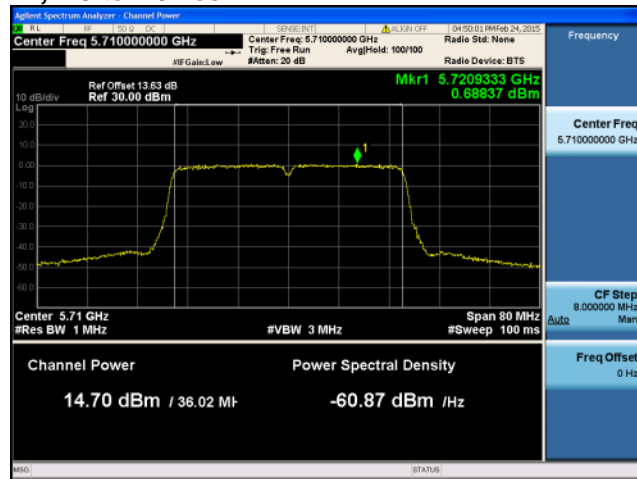 Agilent Spectrum Analyzer - Channel Power
RL RF 50 Ω DC SENSE:INT ALIGN OFF 04:50:01 PM Feb 24, 2015
Center Freq 5.710000000 GHz
Center Freq: 5.710000000 GHz
Radio Std: None
Trig: Free Run Avg|Hold: 100/100
#IFGain:Low #Atten: 20 dB Radio Device: BTS
Frequency
Ref Offset 13.63 dB
Mkr1 5.7209333 GHz
10 dB/div Ref 30.00 dBm
0.68837 dBm
Log
20.0
10.0
0.00
-10.0
-20.0
-30.0
-40.0
-50.0
-60.0
1
Center Freq
5.710000000 GHz
Center 5.71 GHz Span 80 MHz
#Res BW 1 MHz #VBW 3 MHz #Sweep 100 ms
CF Step
8.000000 MHz
Auto Man
Channel Power Power Spectral Density
14.70 dBm / 36.02 MH -60.87 dBm /Hz
Freq Offset
0 Hz
MSG STATUS